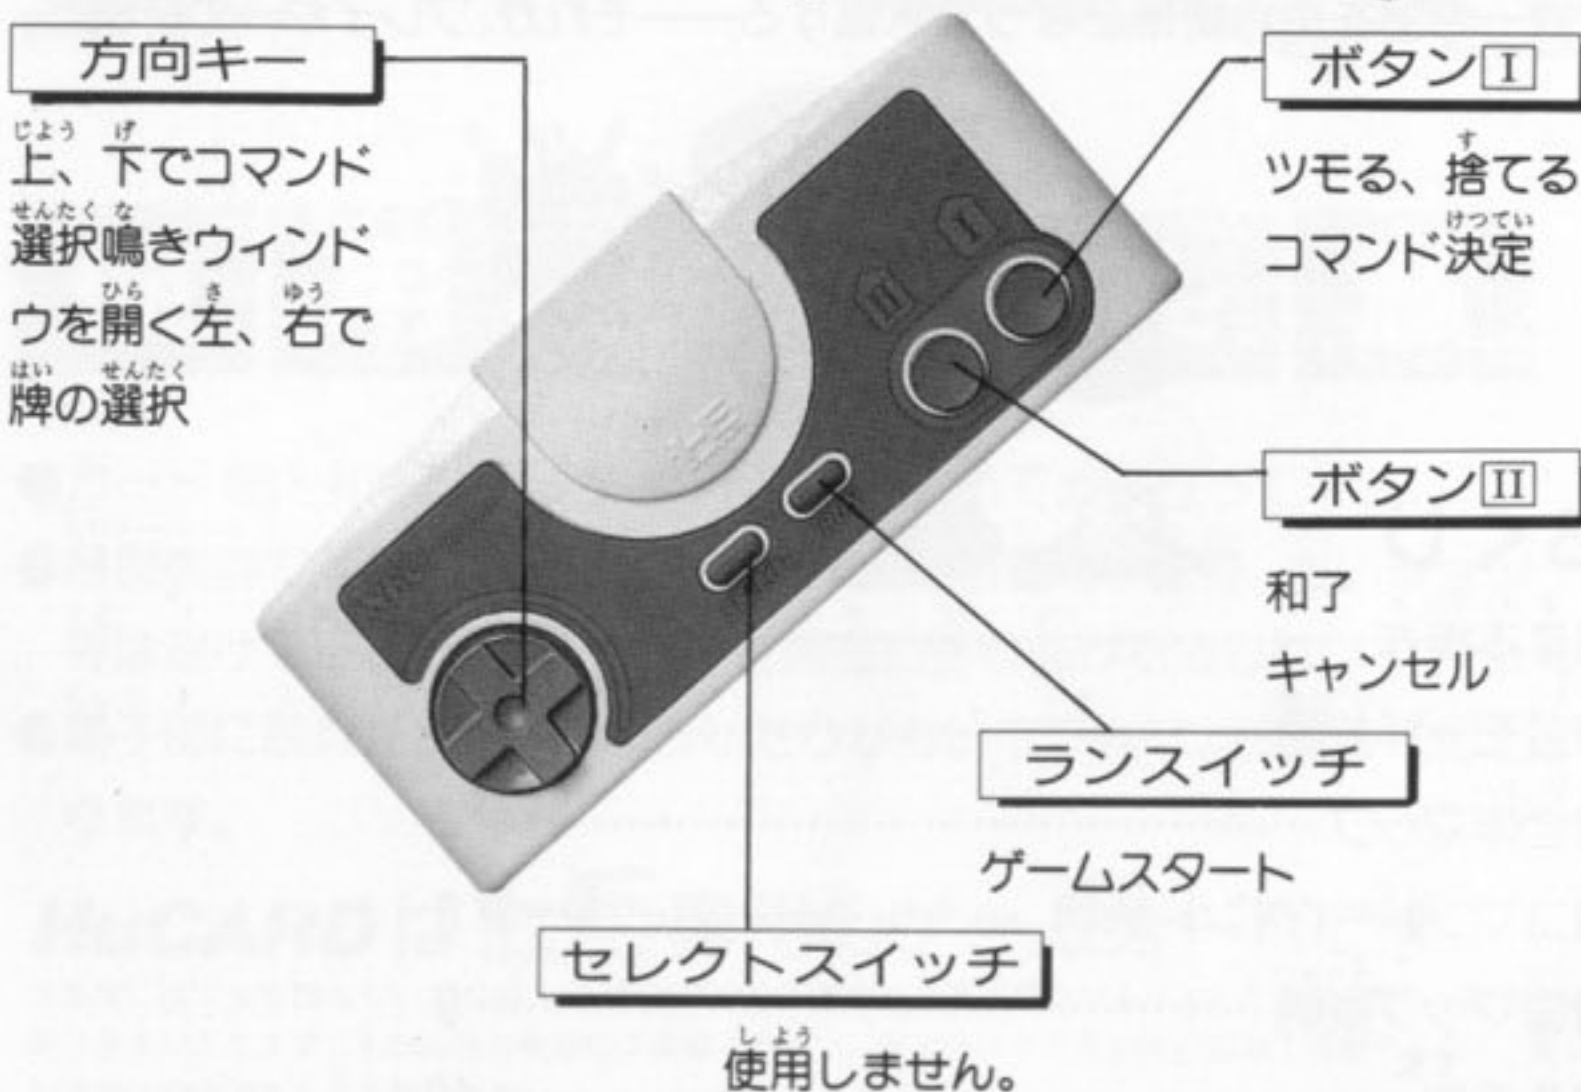 方向キー
上、下でコマンド
選択鳴きウィンド
ウを開く左、右で
牌の選択
ボタンI
ツモる、捨てる
コマンド決定
ボタンII
和了
キャンセル
ランスイッチ
ゲームスタート
セレクトスイッチ
使用しません。